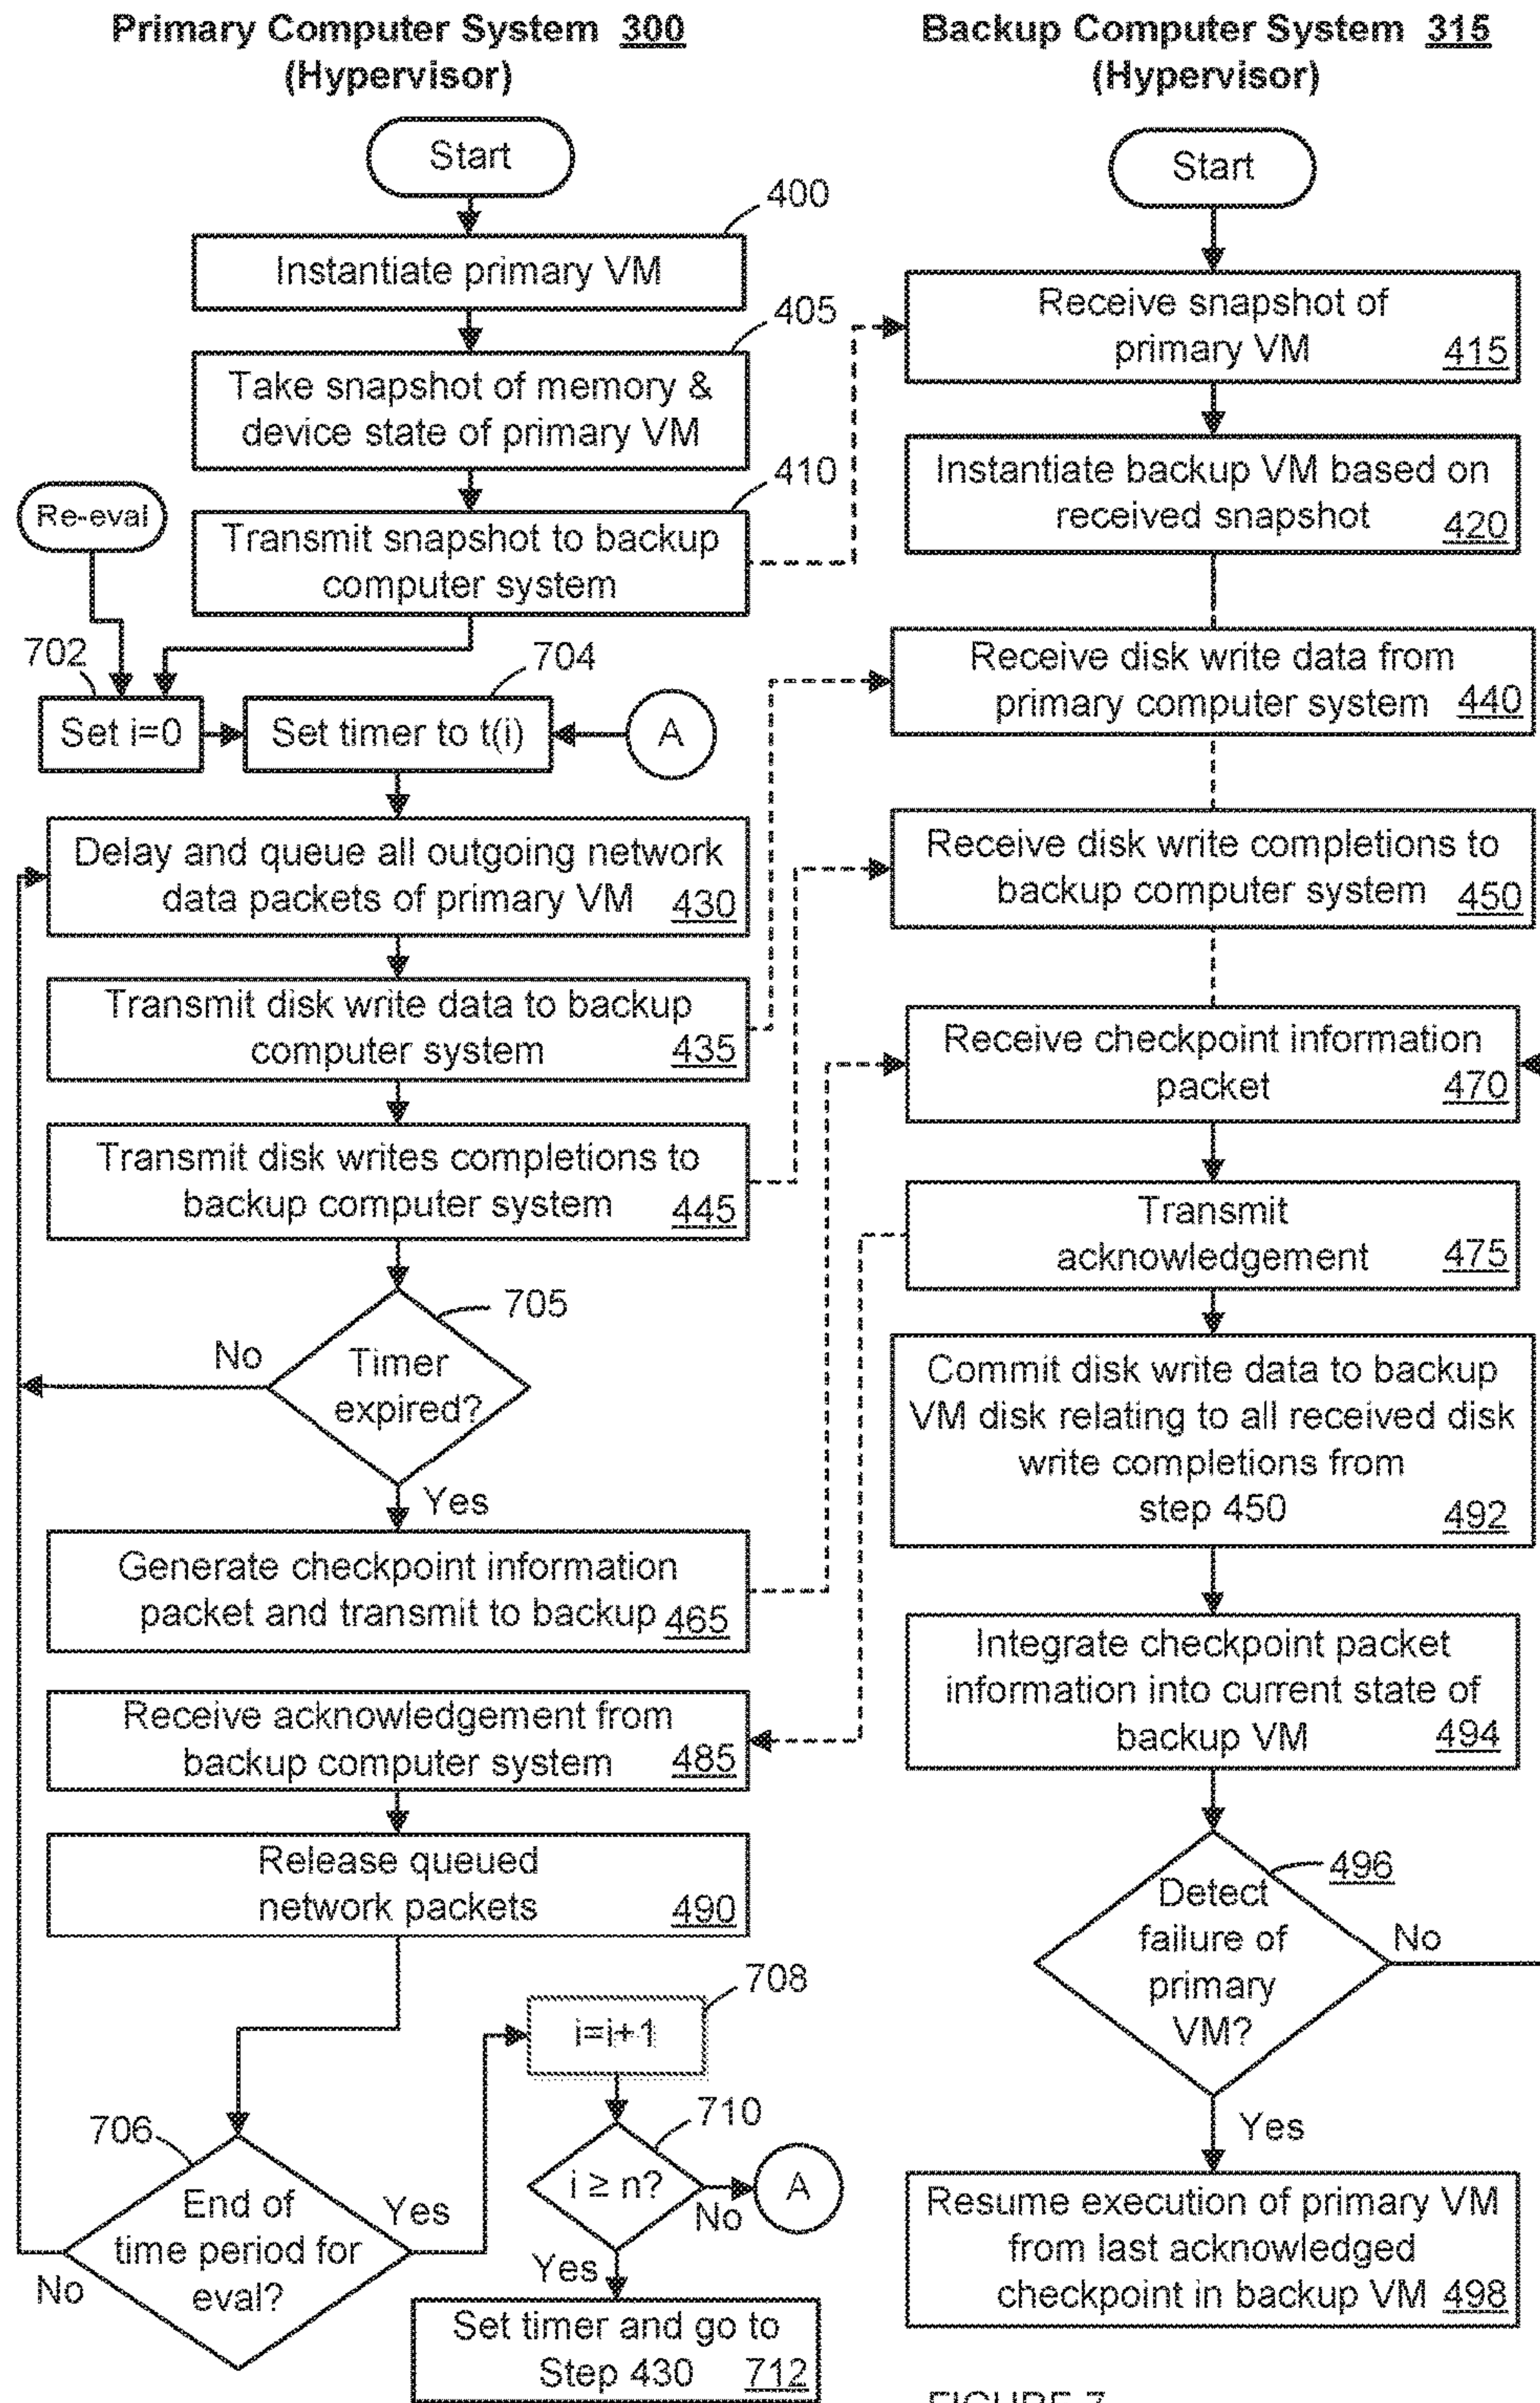 Primary Computer System 300
(Hypervisor)
Start
400
Instantiate primary VM
405
Take snapshot of memory &
device state of primary VM
410
Re-eval
Transmit snapshot to backup
computer system
702
704
Set i=0
Set timer to t(i)
A
Delay and queue all outgoing network
data packets of primary VM 430
Transmit disk write data to backup
computer system 435
Transmit disk writes completions to
backup computer system 445
705
No
Timer
expired?
Yes
Generate checkpoint information
packet and transmit to backup 465
Receive acknowledgement from
backup computer system 485
Release queued
network packets 490
708
i=i+1
706
710
End of
time period for
eval?
Yes
No
i ≥ n?
No
A
Yes
Set timer and go to
Step 430 712
Backup Computer System 315
(Hypervisor)
Start
Receive snapshot of
primary VM 415
Instantiate backup VM based on
received snapshot 420
Receive disk write data from
primary computer system 440
Receive disk write completions to
backup computer system 450
Receive checkpoint information
packet 470
Transmit
acknowledgement 475
Commit disk write data to backup
VM disk relating to all received disk
write completions from
step 450 492
Integrate checkpoint packet
information into current state of
backup VM 494
496
Detect
failure of
primary
VM?
No
Yes
Resume execution of primary VM
from last acknowledged
checkpoint in backup VM 498
FIGURE 7